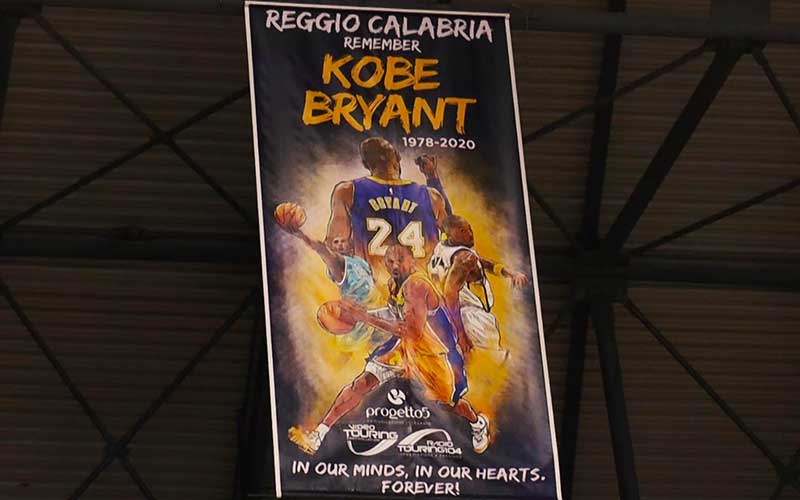 REGGIO CALABRIA
REMEMBER
KOBE
BRYANT
1978-2020
BRYANT
24
progetto5
VIDEO
TOURING
RADIO
TOURING104
IN OUR MINDS, IN OUR HEARTS.
FOREVER!